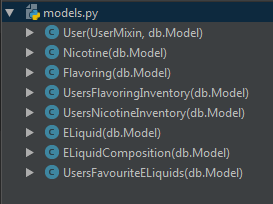 models.py
User(UserMixin, db.Model)
Nicotine(db.Model)
Flavoring(db.Model)
UsersFlavoringInventory(db.Model)
UsersNicotineInventory(db.Model)
ELiquid(db.Model)
ELiquidComposition(db.Model)
UsersFavouriteELiquids(db.Model)